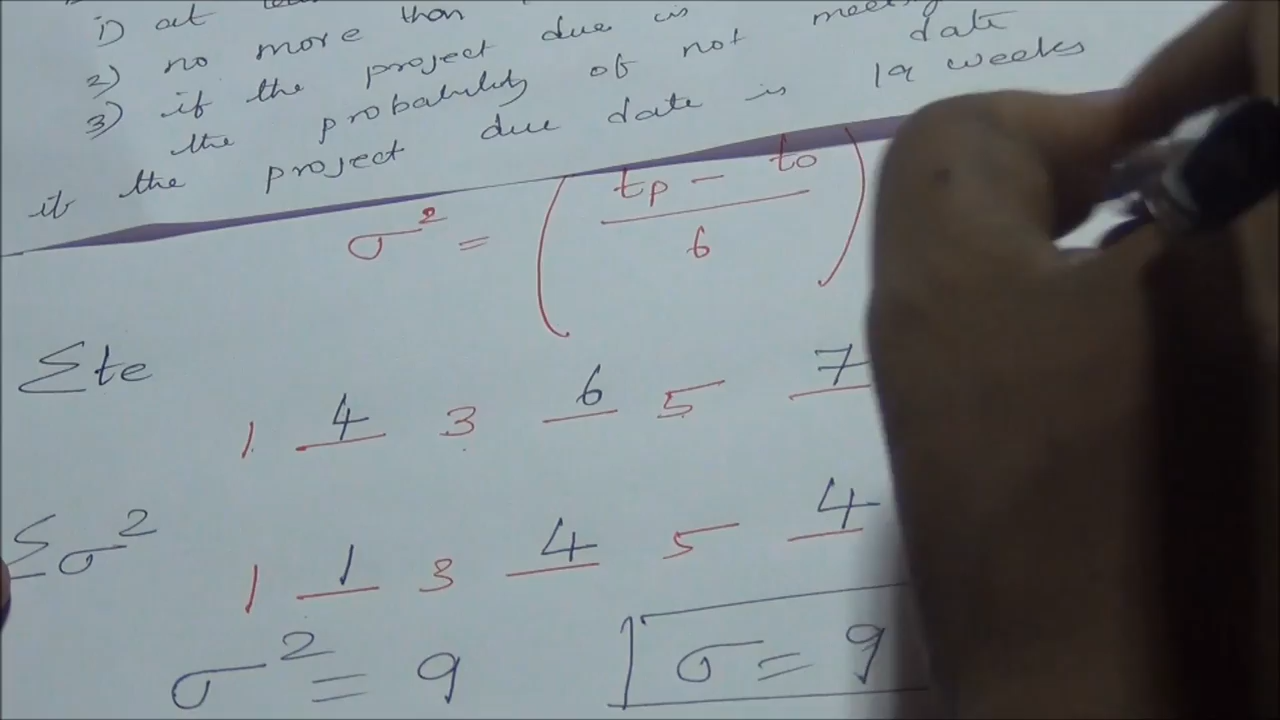 1) at
2) no more than
3) if the project due is date
the probability of not
if the project due date is 19 weeks
σ² = ( tp - to / 6 )
Σte
1 4 3 6 5 7
Σσ²
1 1 3 4 5 4
σ² = 9 σ = 9